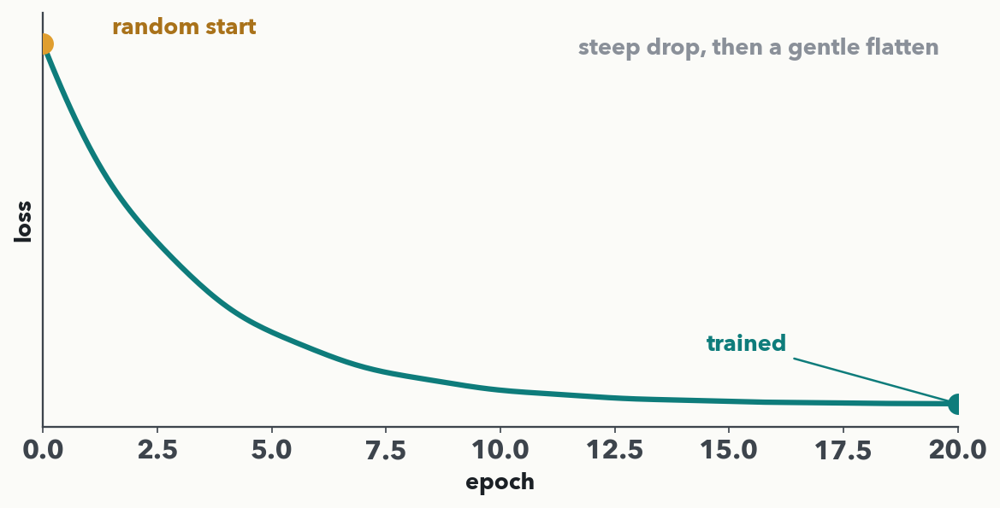 random start
steep drop, then a gentle flatten
loss
trained
0.0 2.5 5.0 7.5 10.0 12.5 15.0 17.5 20.0
epoch